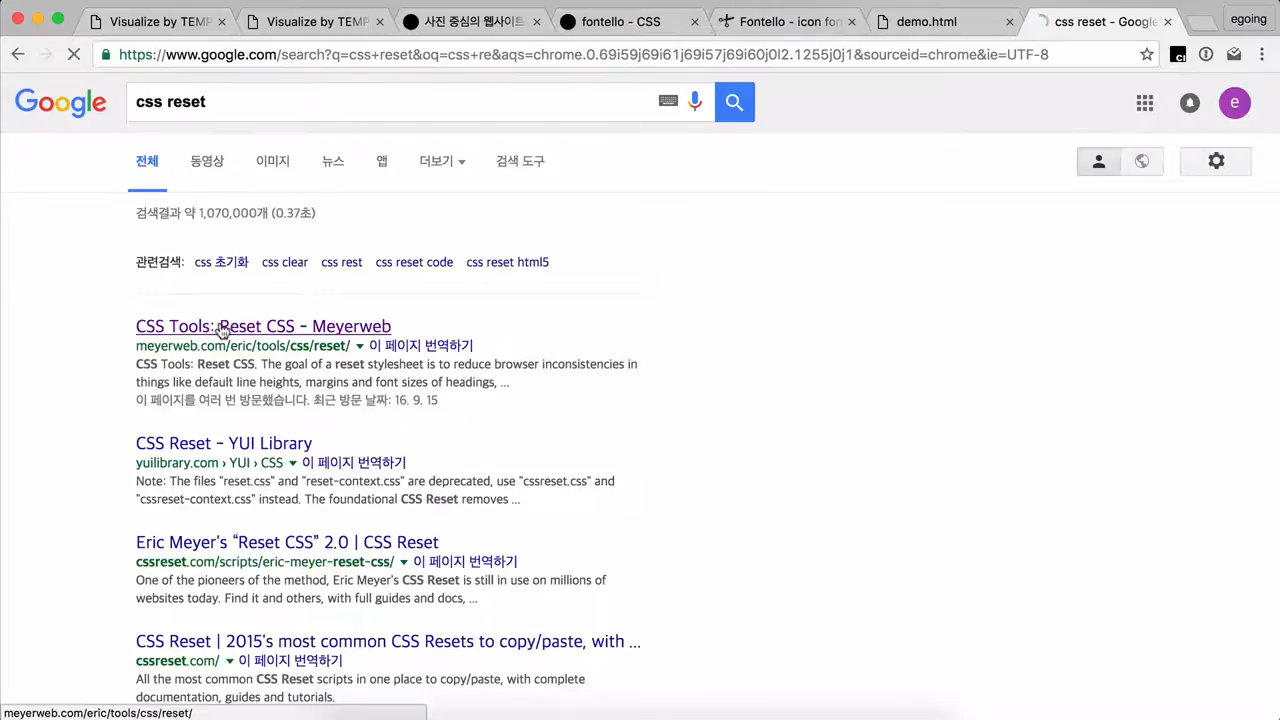 Visualize by TEMP
Visualize by TEMP
사진 중심의 웹사이트
fontello - CSS
Fontello - icon fon
demo.html
css reset - Google
egoing
https://www.google.com/search?q=css+reset&oq=css+re&aqs=chrome.0.69i59j69i61j69i57j69i60j0l2.1255j0j1&sourceid=chrome&ie=UTF-8
Google
css reset
e
전체
동영상
이미지
뉴스
앱
더보기
검색 도구
검색결과 약 1,070,000개 (0.37초)
관련검색: css 초기화 css clear css rest css reset code css reset html5
CSS Tools: Reset CSS - Meyerweb
meyerweb.com/eric/tools/css/reset/ 이 페이지 번역하기
CSS Tools: Reset CSS. The goal of a reset stylesheet is to reduce browser inconsistencies in
things like default line heights, margins and font sizes of headings, ...
이 페이지를 여러 번 방문했습니다. 최근 방문 날짜: 16. 9. 15
CSS Reset - YUI Library
yuilibrary.com › YUI › CSS 이 페이지 번역하기
Note: The files "reset.css" and "reset-context.css" are deprecated, use "cssreset.css" and
"cssreset-context.css" instead. The foundational CSS Reset removes ...
Eric Meyer's “Reset CSS” 2.0 | CSS Reset
cssreset.com/scripts/eric-meyer-reset-css/ 이 페이지 번역하기
One of the pioneers of the method, Eric Meyer's CSS Reset is still in use on millions of
websites today. Find it and others, with full guides and docs, ...
CSS Reset | 2015's most common CSS Resets to copy/paste, with ...
cssreset.com/ 이 페이지 번역하기
All the most common CSS Reset scripts in one place to copy/paste, with complete
documentation, guides and tutorials.
meyerweb.com/eric/tools/css/reset/